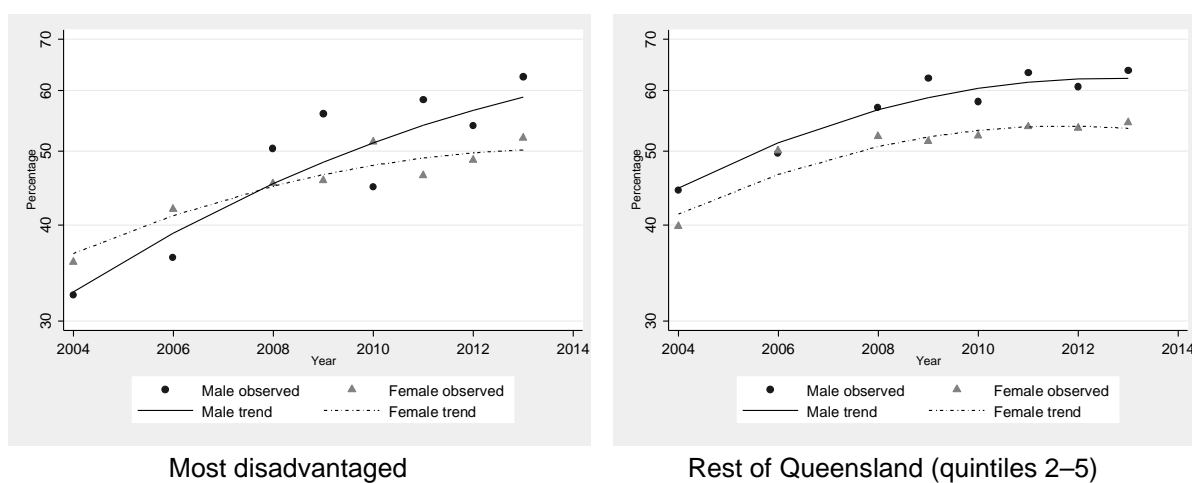 70
60
50
40
30
Percentage
2004 2006 2008 2010 2012 2014
Year
Male observed Female observed
Male trend Female trend
Most disadvantaged
70
60
50
40
30
Percentage
2004 2006 2008 2010 2012 2014
Year
Male observed Female observed
Male trend Female trend
Rest of Queensland (quintiles 2–5)